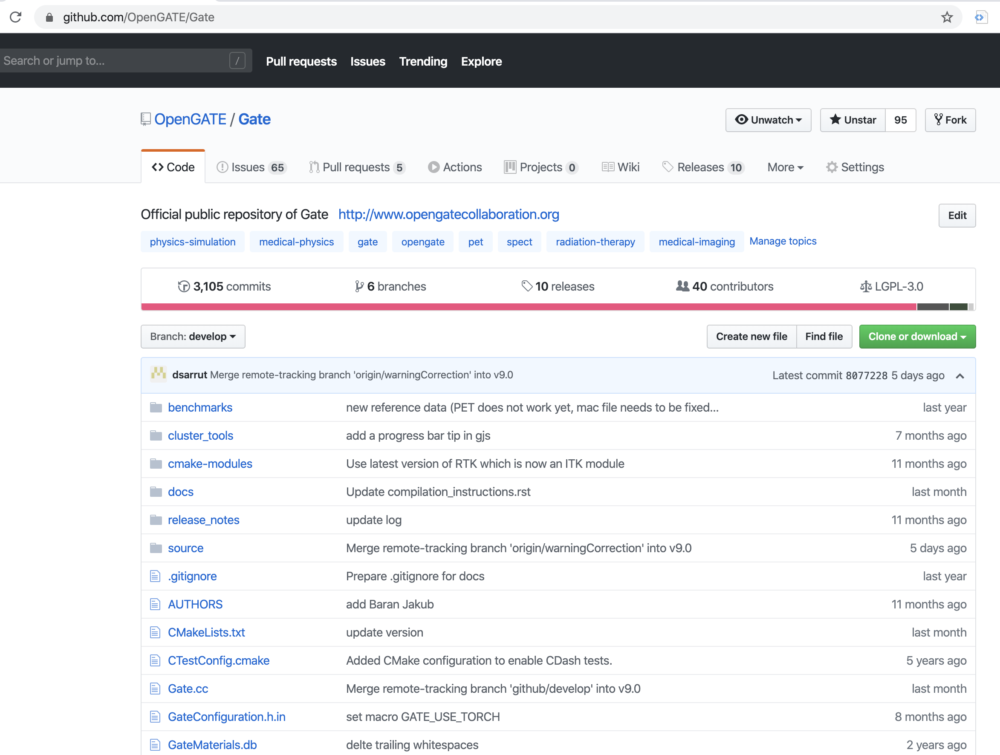 github.com/OpenGATE/Gate
Search or jump to... /
Pull requests Issues Trending Explore
OpenGATE / Gate
Unwatch Unstar 95 Fork
Code Issues 65 Pull requests 5 Actions Projects 0 Wiki Releases 10 More Settings
Official public repository of Gate http://www.opengatecollaboration.org Edit
physics-simulation medical-physics gate opengate pet spect radiation-therapy medical-imaging Manage topics
3,105 commits 6 branches 10 releases 40 contributors LGPL-3.0
Branch: develop Create new file Find file Clone or download
dsarrut Merge remote-tracking branch 'origin/warningCorrection' into v9.0 Latest commit 8077228 5 days ago
benchmarks new reference data (PET does not work yet, mac file needs to be fixed... last year
cluster_tools add a progress bar tip in gjs 7 months ago
cmake-modules Use latest version of RTK which is now an ITK module 11 months ago
docs Update compilation_instructions.rst last month
release_notes update log 11 months ago
source Merge remote-tracking branch 'origin/warningCorrection' into v9.0 5 days ago
.gitignore Prepare .gitignore for docs last year
AUTHORS add Baran Jakub 11 months ago
CMakeLists.txt update version last month
CTestConfig.cmake Added CMake configuration to enable CDash tests. 5 years ago
Gate.cc Merge remote-tracking branch 'github/develop' into v9.0 last month
GateConfiguration.h.in set macro GATE_USE_TORCH 8 months ago
GateMaterials.db delte trailing whitespaces 2 years ago